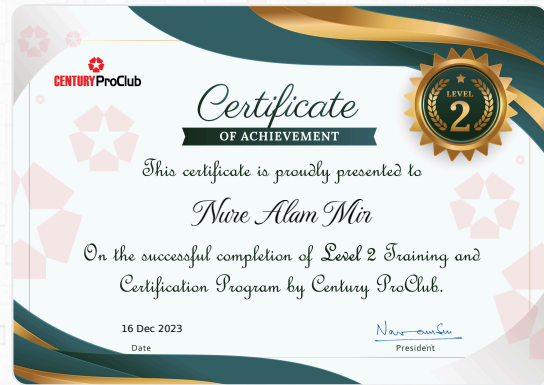 CENTURY ProClub
Certificate
OF ACHIEVEMENT
LEVEL
2
This certificate is proudly presented to
Nure Alam Mir
On the successful completion of Level 2 Training and
Certification Program by Century ProClub.
16 Dec 2023
Date
President